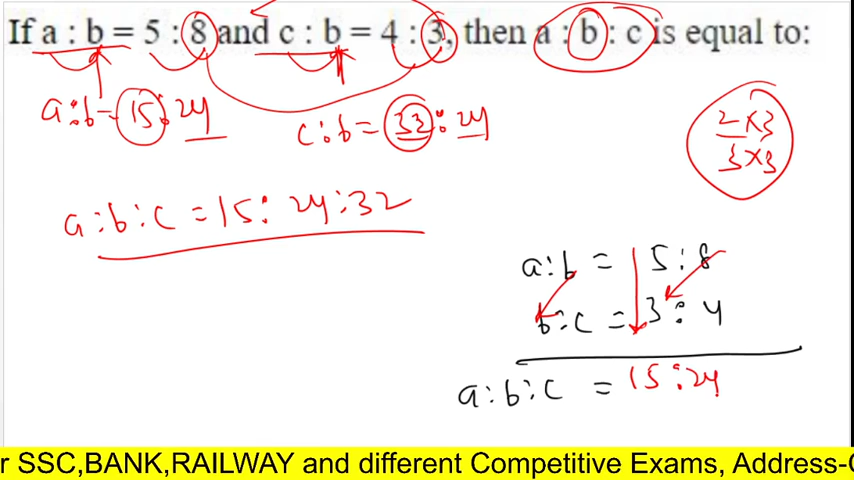 If a : b = 5 : 8 and c : b = 4 : 3, then a : b : c is equal to:
a:b = 15 : 24
c:b = 32 : 24
2 x 3
3 x 3
a:b:c = 15 : 24 : 32
a:b = 5 : 8
b:c = 3 : 4
a:b:c = 15 : 24
r SSC,BANK,RAILWAY and different Competitive Exams, Address-C